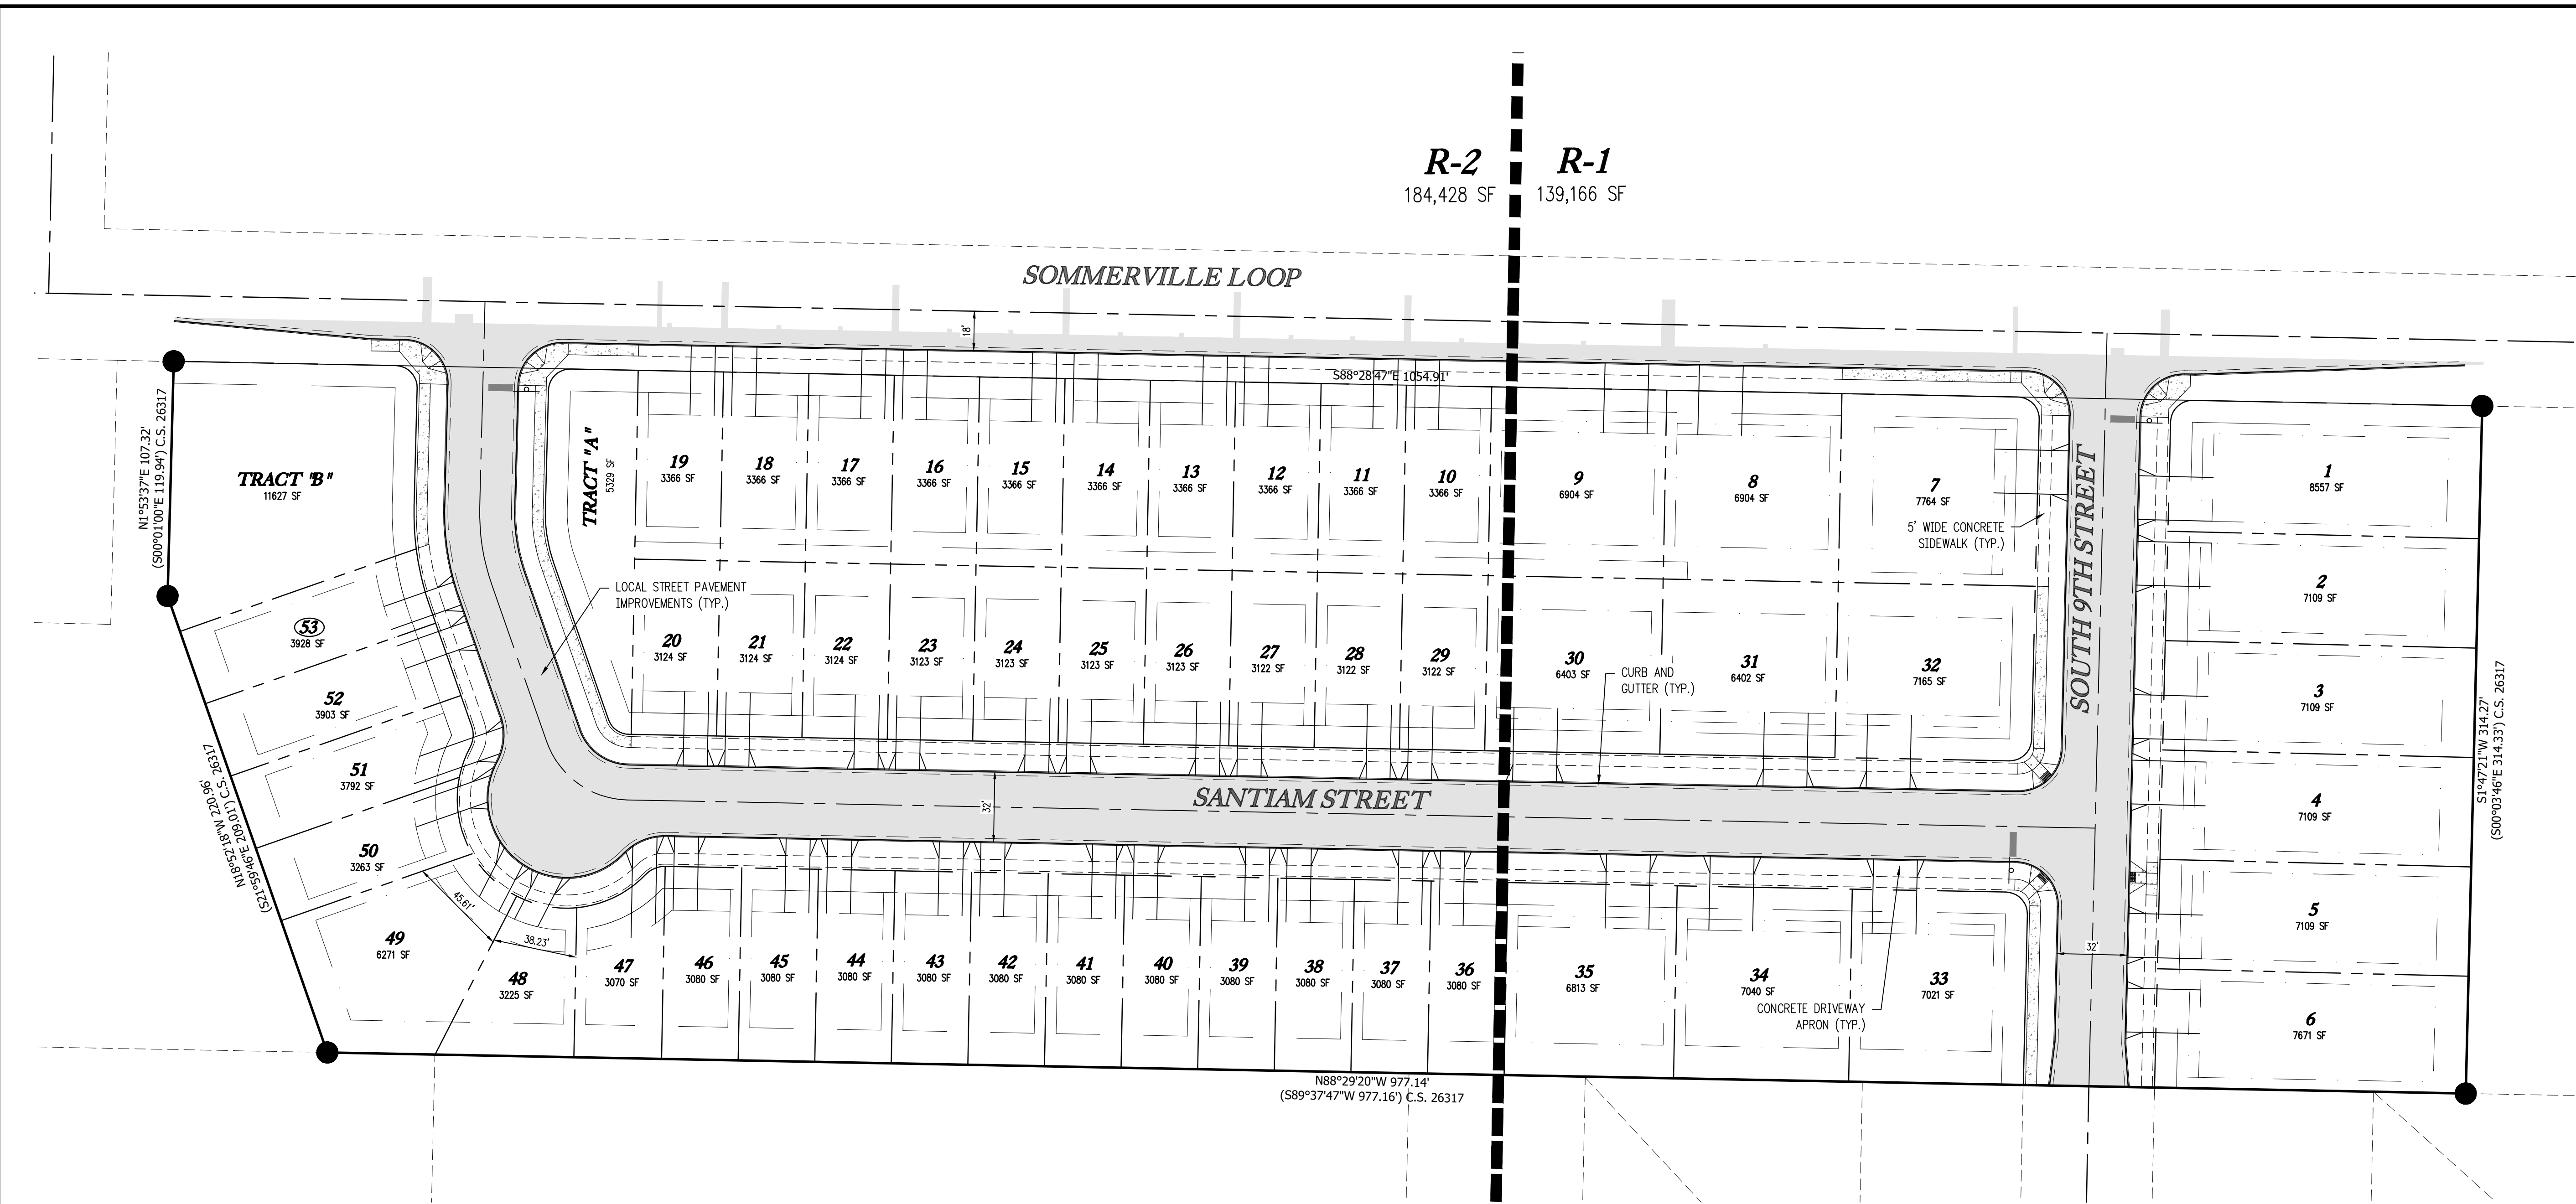 R-2
184,428 SF
R-1
139,166 SF
SOMMERVILLE LOOP
18'
S88°28'47"E 1054.91'
N1°53'37"E 107.32'
(S00°01'00"E 119.94') C.S. 26317
TRACT "B"
11627 SF
TRACT "A"
5329 SF
19
3366 SF
18
3366 SF
17
3366 SF
16
3366 SF
15
3366 SF
14
3366 SF
13
3366 SF
12
3366 SF
11
3366 SF
10
3366 SF
9
6904 SF
8
6904 SF
7
7764 SF
5' WIDE CONCRETE
SIDEWALK (TYP.)
SOUTH 9TH STREET
1
8557 SF
2
7109 SF
3
7109 SF
4
7109 SF
5
7109 SF
6
7671 SF
S1°47'21"W 314.27'
(S00°03'46"E 314.33') C.S. 26317
LOCAL STREET PAVEMENT
IMPROVEMENTS (TYP.)
53
3928 SF
52
3903 SF
51
3792 SF
50
3263 SF
49
6271 SF
N18°52'18"W 220.96'
(S21°59'46"E 209.01') C.S. 26317
20
3124 SF
21
3124 SF
22
3124 SF
23
3123 SF
24
3123 SF
25
3123 SF
26
3123 SF
27
3122 SF
28
3122 SF
29
3122 SF
30
6403 SF
31
6402 SF
32
7165 SF
CURB AND
GUTTER (TYP.)
SANTIAM STREET
32'
45.61'
38.23'
48
3225 SF
47
3070 SF
46
3080 SF
45
3080 SF
44
3080 SF
43
3080 SF
42
3080 SF
41
3080 SF
40
3080 SF
39
3080 SF
38
3080 SF
37
3080 SF
36
3080 SF
35
6813 SF
34
7040 SF
33
7021 SF
CONCRETE DRIVEWAY
APRON (TYP.)
32'
N88°29'20"W 977.14'
(S89°37'47"W 977.16') C.S. 26317